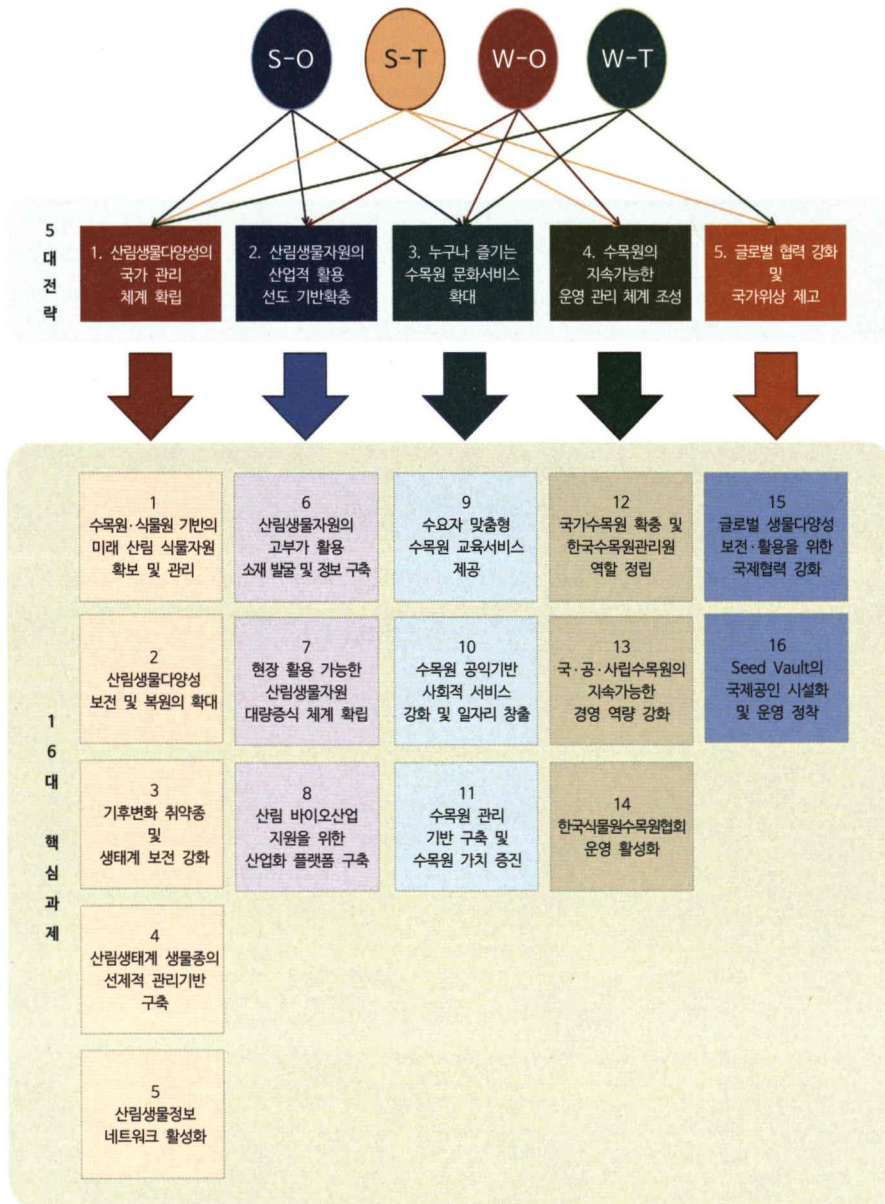 S-O
S-T
W-O
W-T
5대전략
1. 산림생물다양성의
국가 관리
체계 확립
2. 산림생물자원의
산업적 활용
선도 기반확충
3. 누구나 즐기는
수목원 문화서비스
확대
4. 수목원의
지속가능한
운영 관리 체계 조성
5. 글로벌 협력 강화
및
국가위상 제고
16대 핵심과제
1
수목원·식물원 기반의
미래 산림 식물자원
확보 및 관리
2
산림생물다양성
보전 및 복원의 확대
3
기후변화 취약종
및
생태계 보전 강화
4
산림생태계 생물종의
선제적 관리기반
구축
5
산림생물정보
네트워크 활성화
6
산림생물자원의
고부가 활용
소재 발굴 및 정보 구축
7
현장 활용 가능한
산림생물자원
대량증식 체계 확립
8
산림 바이오산업
지원을 위한
산업화 플랫폼 구축
9
수요자 맞춤형
수목원 교육서비스
제공
10
수목원 공익기반
사회적 서비스
강화 및 일자리 창출
11
수목원 관리
기반 구축 및
수목원 가치 증진
12
국가수목원 확충 및
한국수목원관리원
역할 정립
13
국·공·사립수목원의
지속가능한
경영 역량 강화
14
한국식물원수목원협회
운영 활성화
15
글로벌 생물다양성
보전·활용을 위한
국제협력 강화
16
Seed Vault의
국제공인 시설화
및 운영 정착